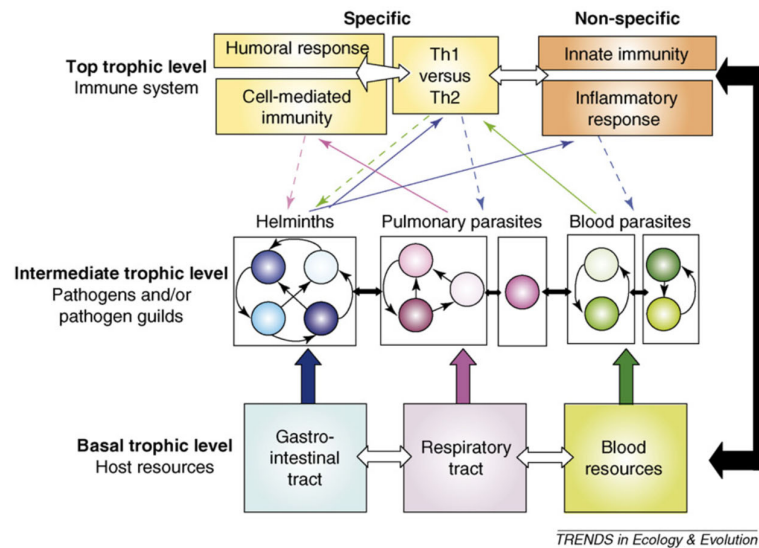 Specific
Non-specific
Humoral response
Th1
versus
Th2
Innate immunity
Top trophic level
Immune system
Cell-mediated
immunity
Inflammatory
response
Helminths
Pulmonary parasites
Blood parasites
Intermediate trophic level
Pathogens and/or
pathogen guilds
Basal trophic level
Host resources
Gastro-
intestinal
tract
Respiratory
tract
Blood
resources
TRENDS in Ecology & Evolution